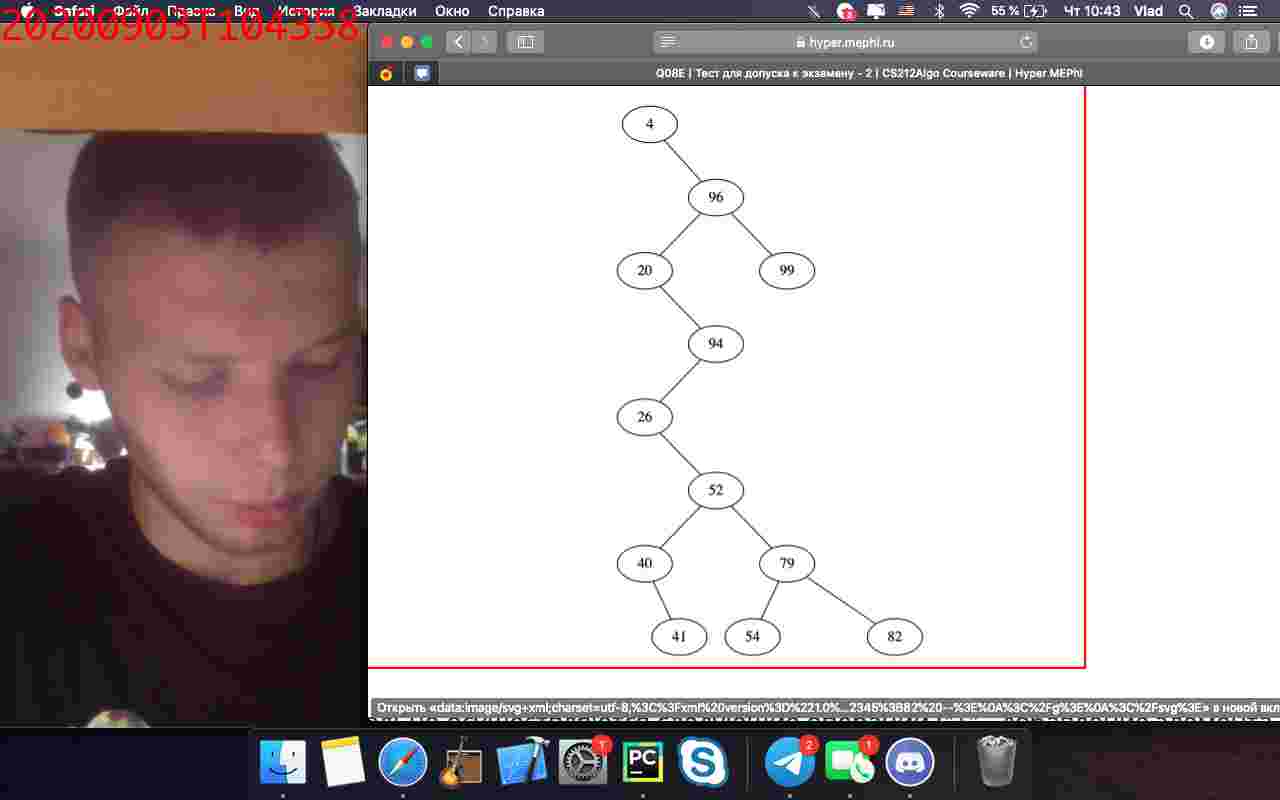 Safari Файл Правка Вид История Закладки Окно Справка 55 % Чт 10:43 Vlad
20200903T104338
hyper.mephi.ru
Q08E | Тест для допуска к экзамену - 2 | CS212Algo Courseware | Hyper.MEPhI
4
96
20 99
94
26
52
40 79
41 54 82
Открыть «data:image/svg+xml;charset=utf-8,%3C%3Fxml%20version%3D%221.0%...2345%3B82%20--%3E%0A%3C%2Fg%3E%0A%3C%2Fsvg%3E» в новой вкл
1
PC
2
1